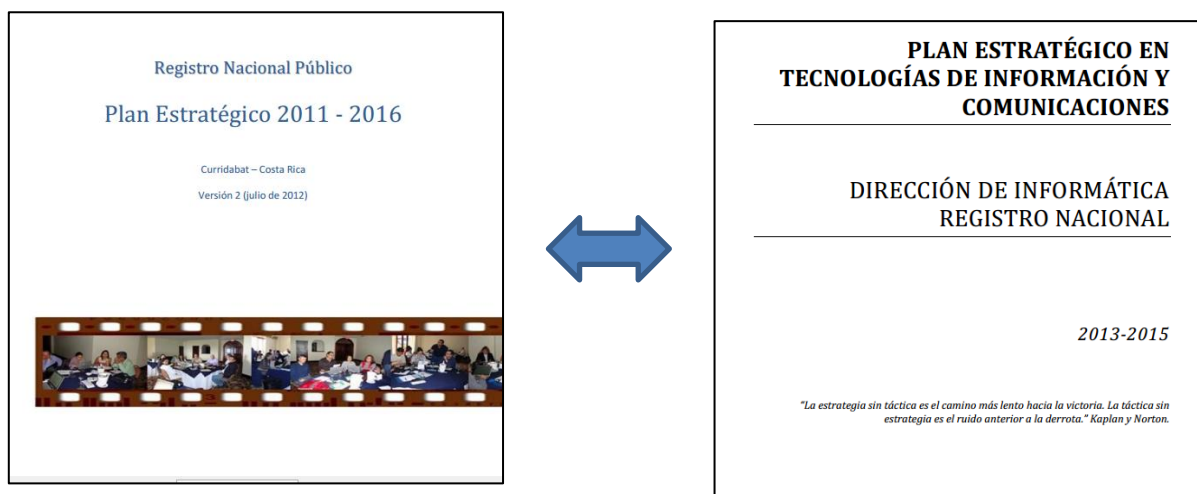 Registro Nacional Público
Plan Estratégico 2011 - 2016
Curridabat – Costa Rica
Versión 2 (julio de 2012)
PLAN ESTRATÉGICO EN
TECNOLOGÍAS DE INFORMACIÓN Y
COMUNICACIONES
DIRECCIÓN DE INFORMÁTICA
REGISTRO NACIONAL
2013-2015
“La estrategia sin táctica es el camino más lento hacia la victoria. La táctica sin
estrategia es el ruido anterior a la derrota.” Kaplan y Norton.